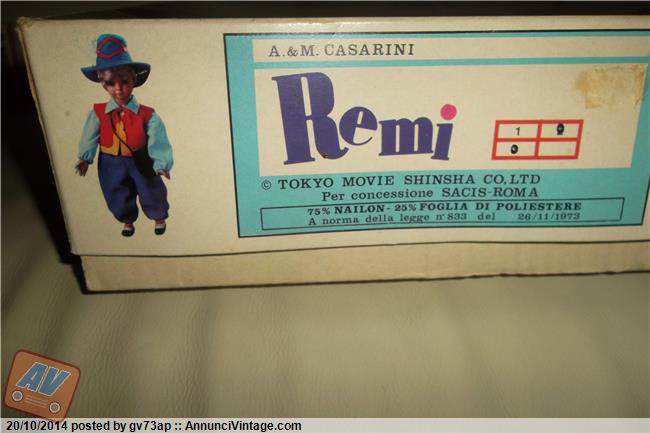 A.&M. CASARINI
Remi
1
© TOKYO MOVIE SHINSHA CO, LTD
Per concessione SACIS-ROMA
75% NAILON - 25% FOGLIA DI POLIESTERE
A norma della legge n° 833 del 26/11/1973
AV
20/10/2014 posted by gv73ap :: AnnunciVintage.com